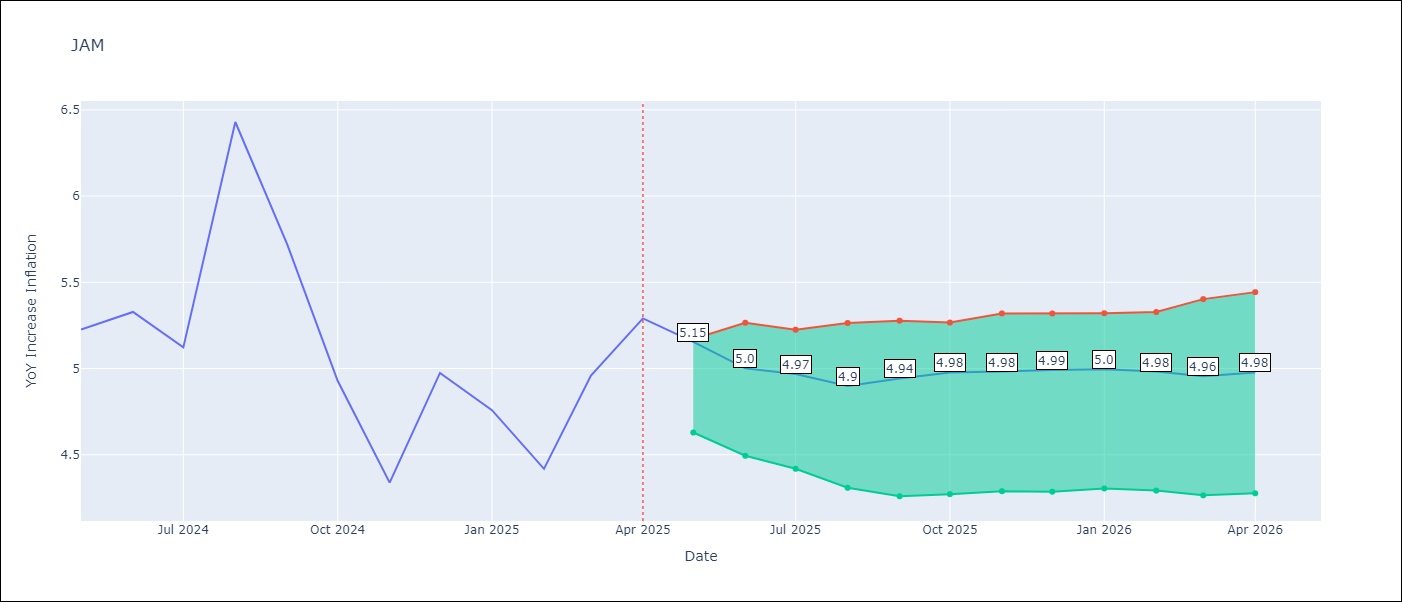 JAM
6.5
6
5.5
5
4.5
YoY Increase Inflation
5.15
5.0
4.97
4.9
4.94
4.98
4.98
4.99
5.0
4.98
4.96
4.98
Jul 2024
Oct 2024
Jan 2025
Apr 2025
Jul 2025
Oct 2025
Jan 2026
Apr 2026
Date